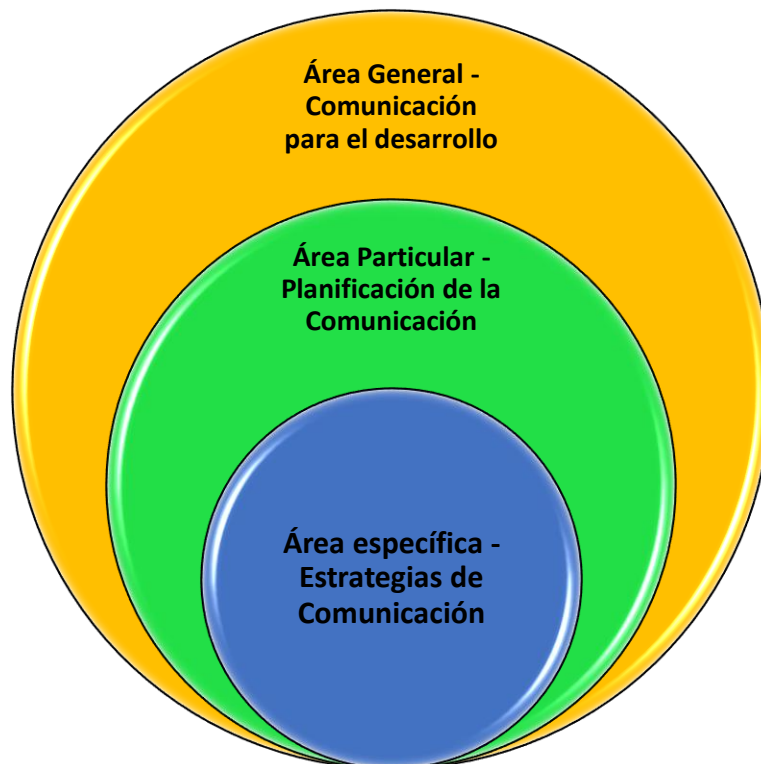 Área General -
Comunicación
para el desarrollo
Área Particular -
Planificación de la
Comunicación
Área específica -
Estrategias de
Comunicación